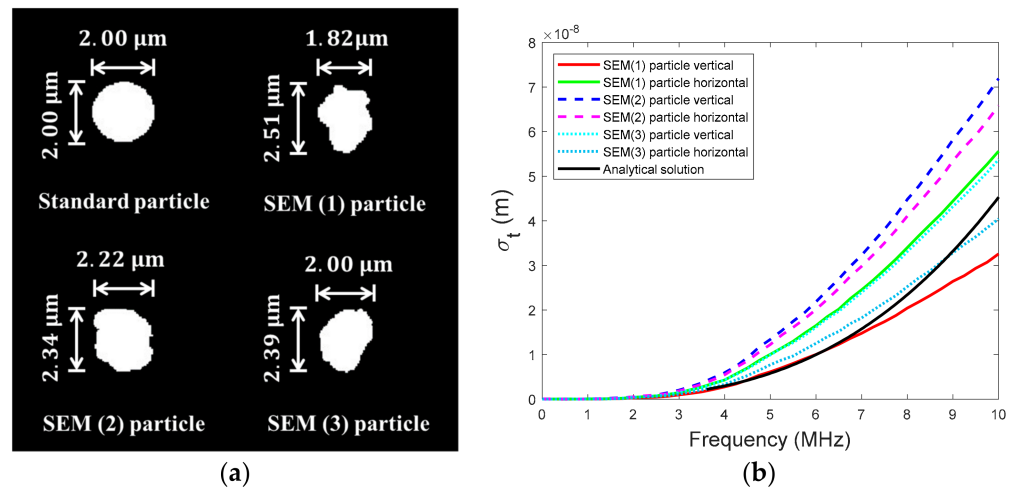 2.00 μm
2.00 μm
Standard particle
1.82μm
2.51 μm
SEM (1) particle
2.22 μm
2.34 μm
SEM (2) particle
2.00 μm
2.39 μm
SEM (3) particle
(a)
×10⁻⁸
8
7
6
5
4
3
2
1
0
σt (m)
SEM(1) particle vertical
SEM(1) particle horizontal
SEM(2) particle vertical
SEM(2) particle horizontal
SEM(3) particle vertical
SEM(3) particle horizontal
Analytical solution
0 1 2 3 4 5 6 7 8 9 10
Frequency (MHz)
(b)